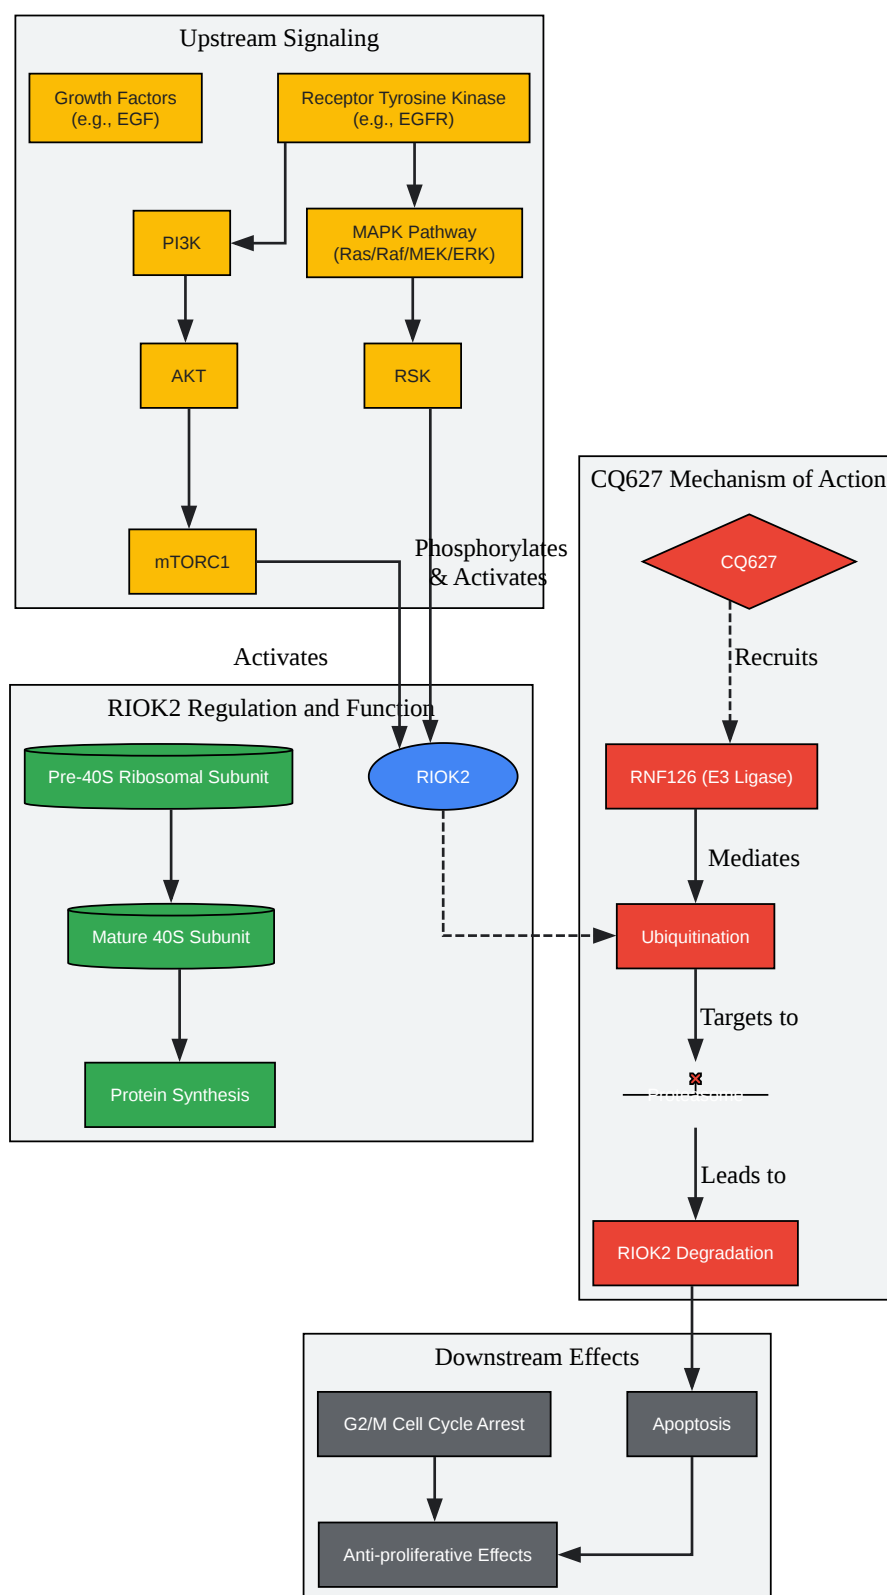 Upstream Signaling
Growth Factors
(e.g., EGF)
Receptor Tyrosine Kinase
(e.g., EGFR)
PI3K
MAPK Pathway
(Ras/Raf/MEK/ERK)
AKT
RSK
mTORC1
Phosphorylates
& Activates
Activates
CQ627 Mechanism of Action
CQ627
Recruits
RNF126 (E3 Ligase)
Mediates
Ubiquitination
Targets to
Proteasome
Leads to
RIOK2 Degradation
RIOK2 Regulation and Function
Pre-40S Ribosomal Subunit
RIOK2
Mature 40S Subunit
Protein Synthesis
Downstream Effects
G2/M Cell Cycle Arrest
Apoptosis
Anti-proliferative Effects